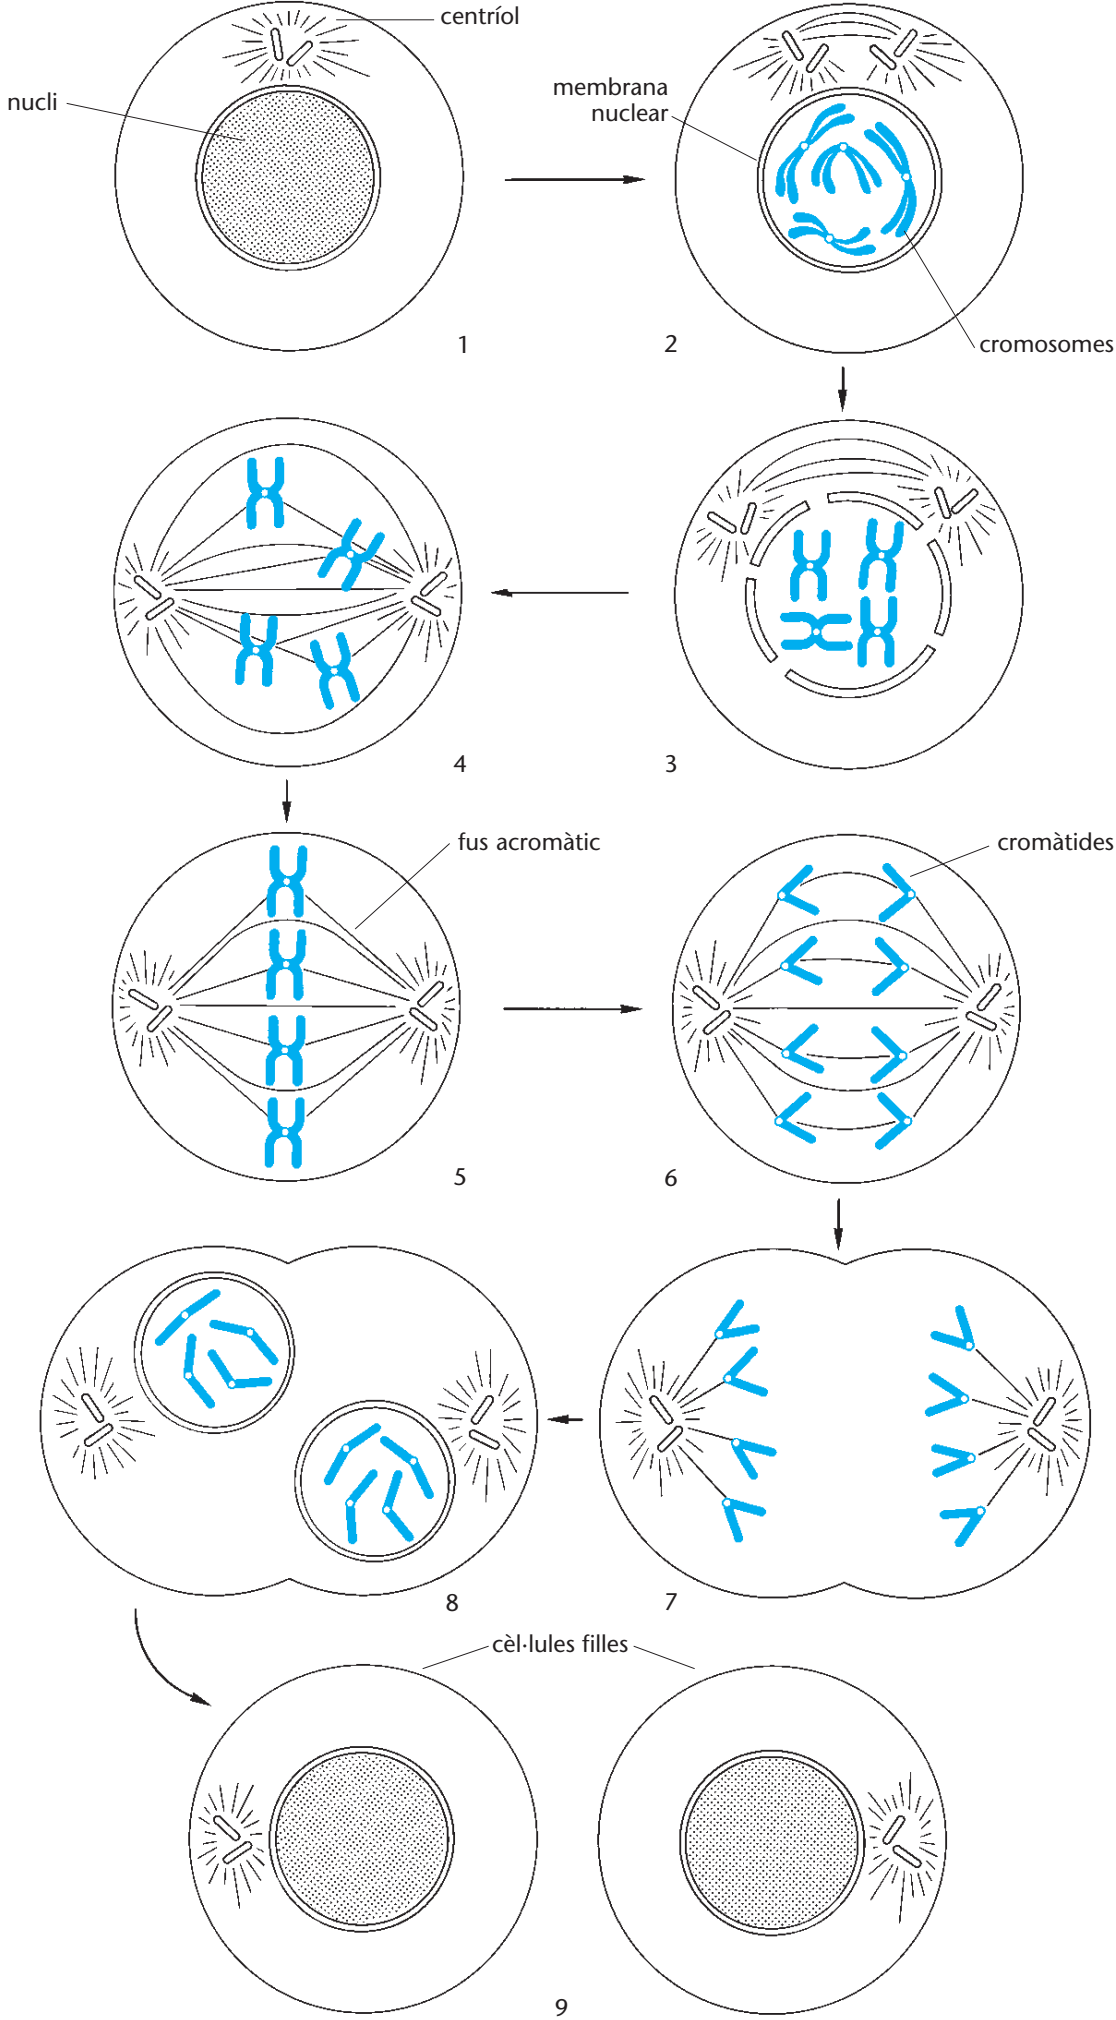 centríol
nucli
membrana
nuclear
1
2
cromosomes
4
3
fus acromàtic
cromàtides
5
6
8
7
cèl·lules filles
9